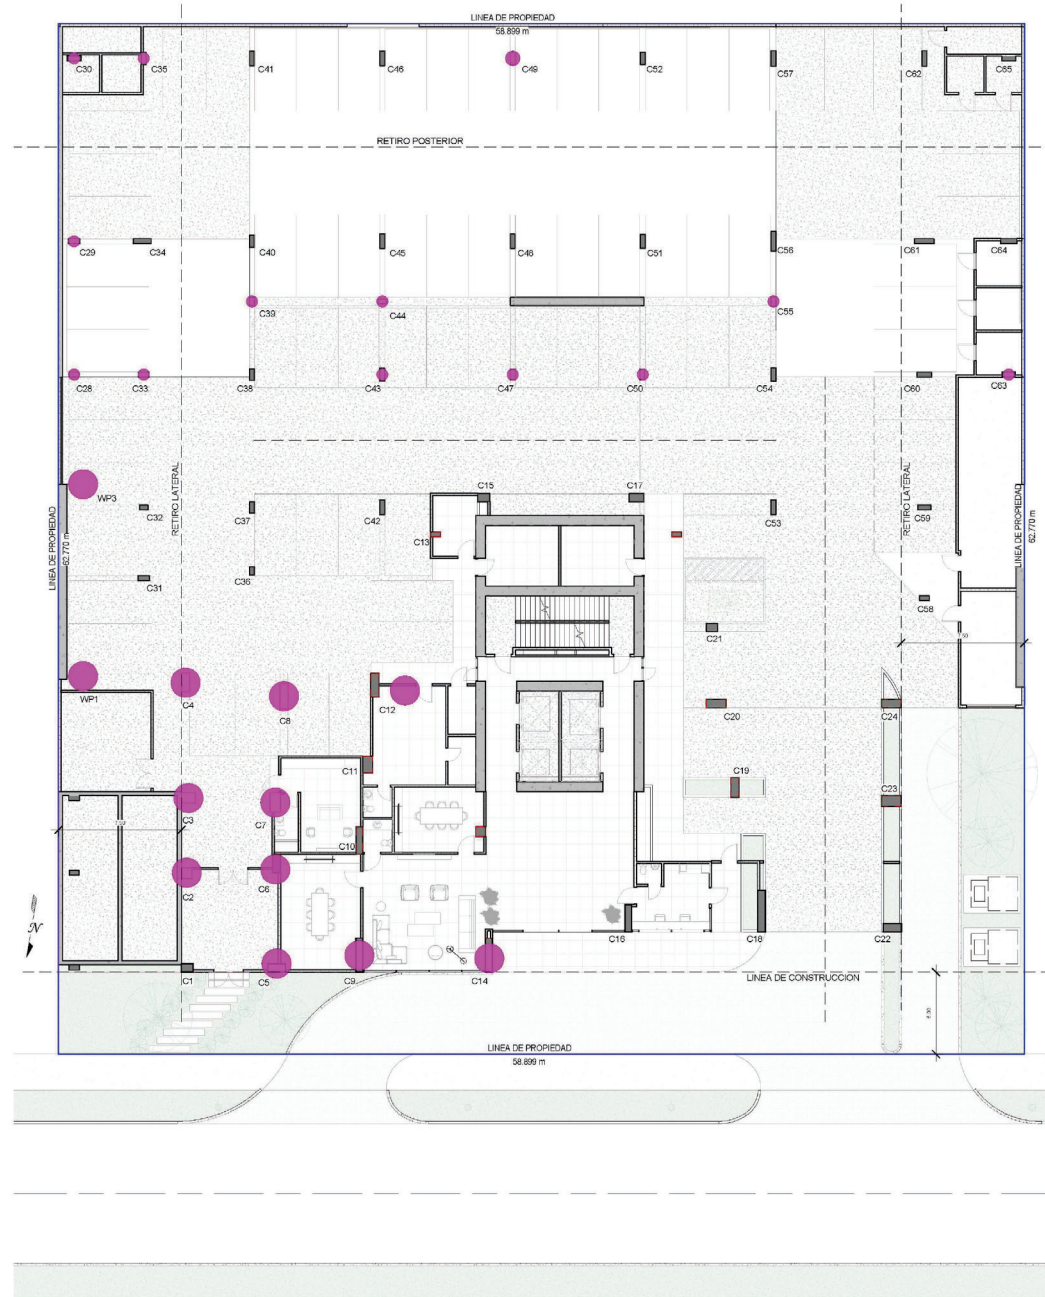 LINEA DE PROPIEDAD
58.899 m
C30
C35
C41
C46
C49
C52
C57
C62
C65
RETIRO POSTERIOR
C29
C34
C40
C45
C48
C51
C56
C61
C64
C39
C44
C55
C28
C33
C38
C43
C47
C50
C54
C60
C63
RETIRO LATERAL
RETIRO LATERAL
WP3
C32
C37
C42
C15
C17
C53
C59
LINEA DE PROPIEDAD
62.770 m
LINEA DE PROPIEDAD
62.770 m
C13
C31
C36
C58
C21
WP1
C4
C8
C12
C20
C24
C11
C19
C3
C7
C23
C10
C2
C6
N
C1
C5
C9
C14
C16
C18
C22
LINEA DE CONSTRUCCION
LINEA DE PROPIEDAD
58.899 m